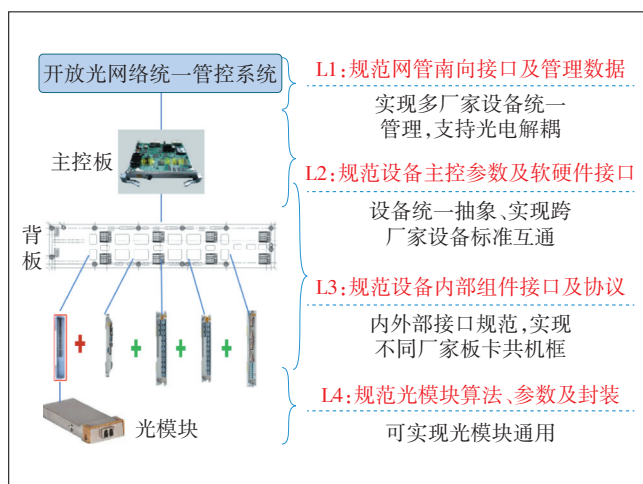 开放光网络统一管控系统
主控板
背
板
光模块
L1:规范网管南向接口及管理数据
实现多厂家设备统一
管理,支持光电解耦
L2:规范设备主控参数及软硬件接口
设备统一抽象、实现跨
厂家设备标准互通
L3:规范设备内部组件接口及协议
内外部接口规范,实现
不同厂家板卡共机框
L4:规范光模块算法、参数及封装
可实现光模块通用